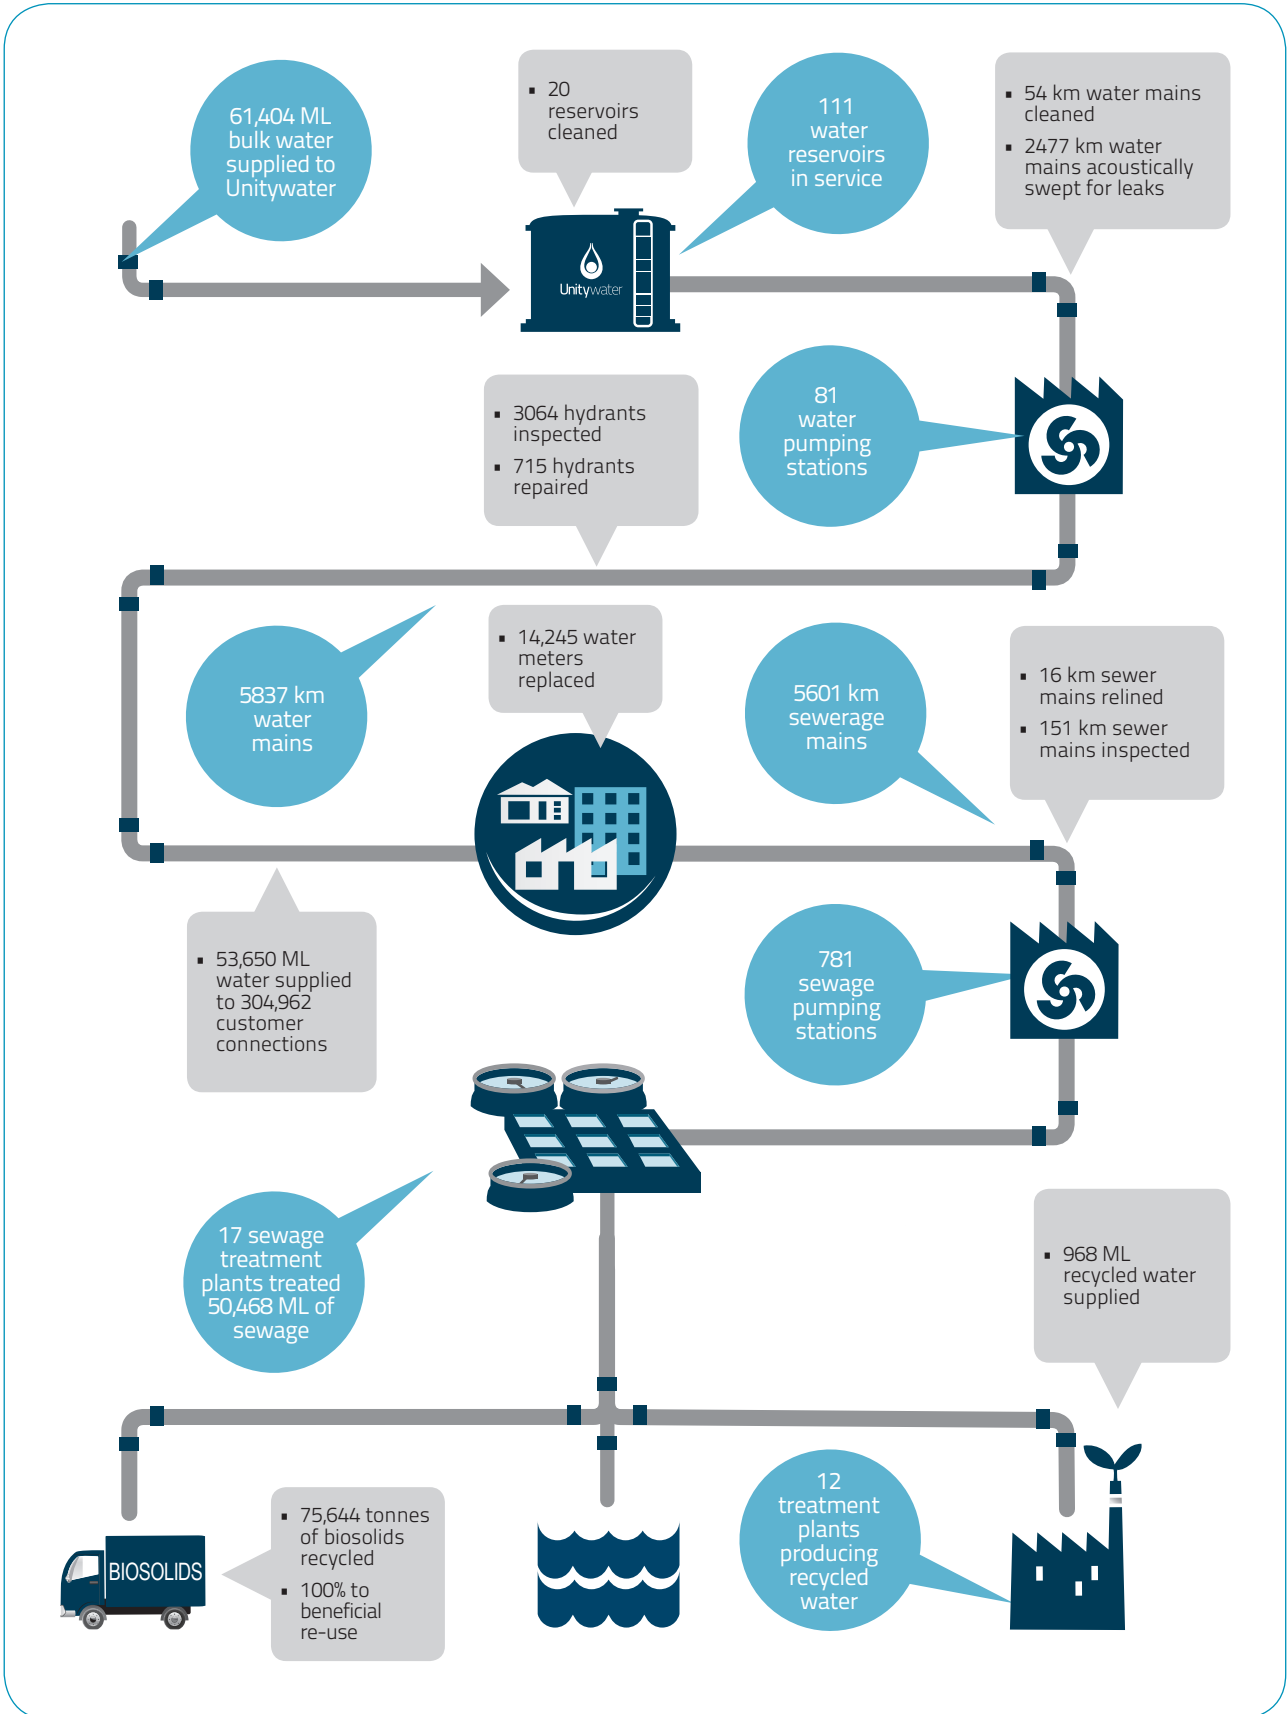 61,404 ML
bulk water
supplied to
Unitywater
▪ 20
reservoirs
cleaned
111
water
reservoirs
in service
▪ 54 km water mains
cleaned
▪ 2477 km water
mains acoustically
swept for leaks
Unitywater
▪ 3064 hydrants
inspected
▪ 715 hydrants
repaired
81
water
pumping
stations
5837 km
water
mains
▪ 14,245 water
meters
replaced
5601 km
sewerage
mains
▪ 16 km sewer
mains relined
▪ 151 km sewer
mains inspected
▪ 53,650 ML
water supplied
to 304,962
customer
connections
781
sewage
pumping
stations
17 sewage
treatment
plants treated
50,468 ML of
sewage
▪ 968 ML
recycled water
supplied
BIOSOLIDS
▪ 75,644 tonnes
of biosolids
recycled
▪ 100% to
beneficial
re-use
12
treatment
plants
producing
recycled
water